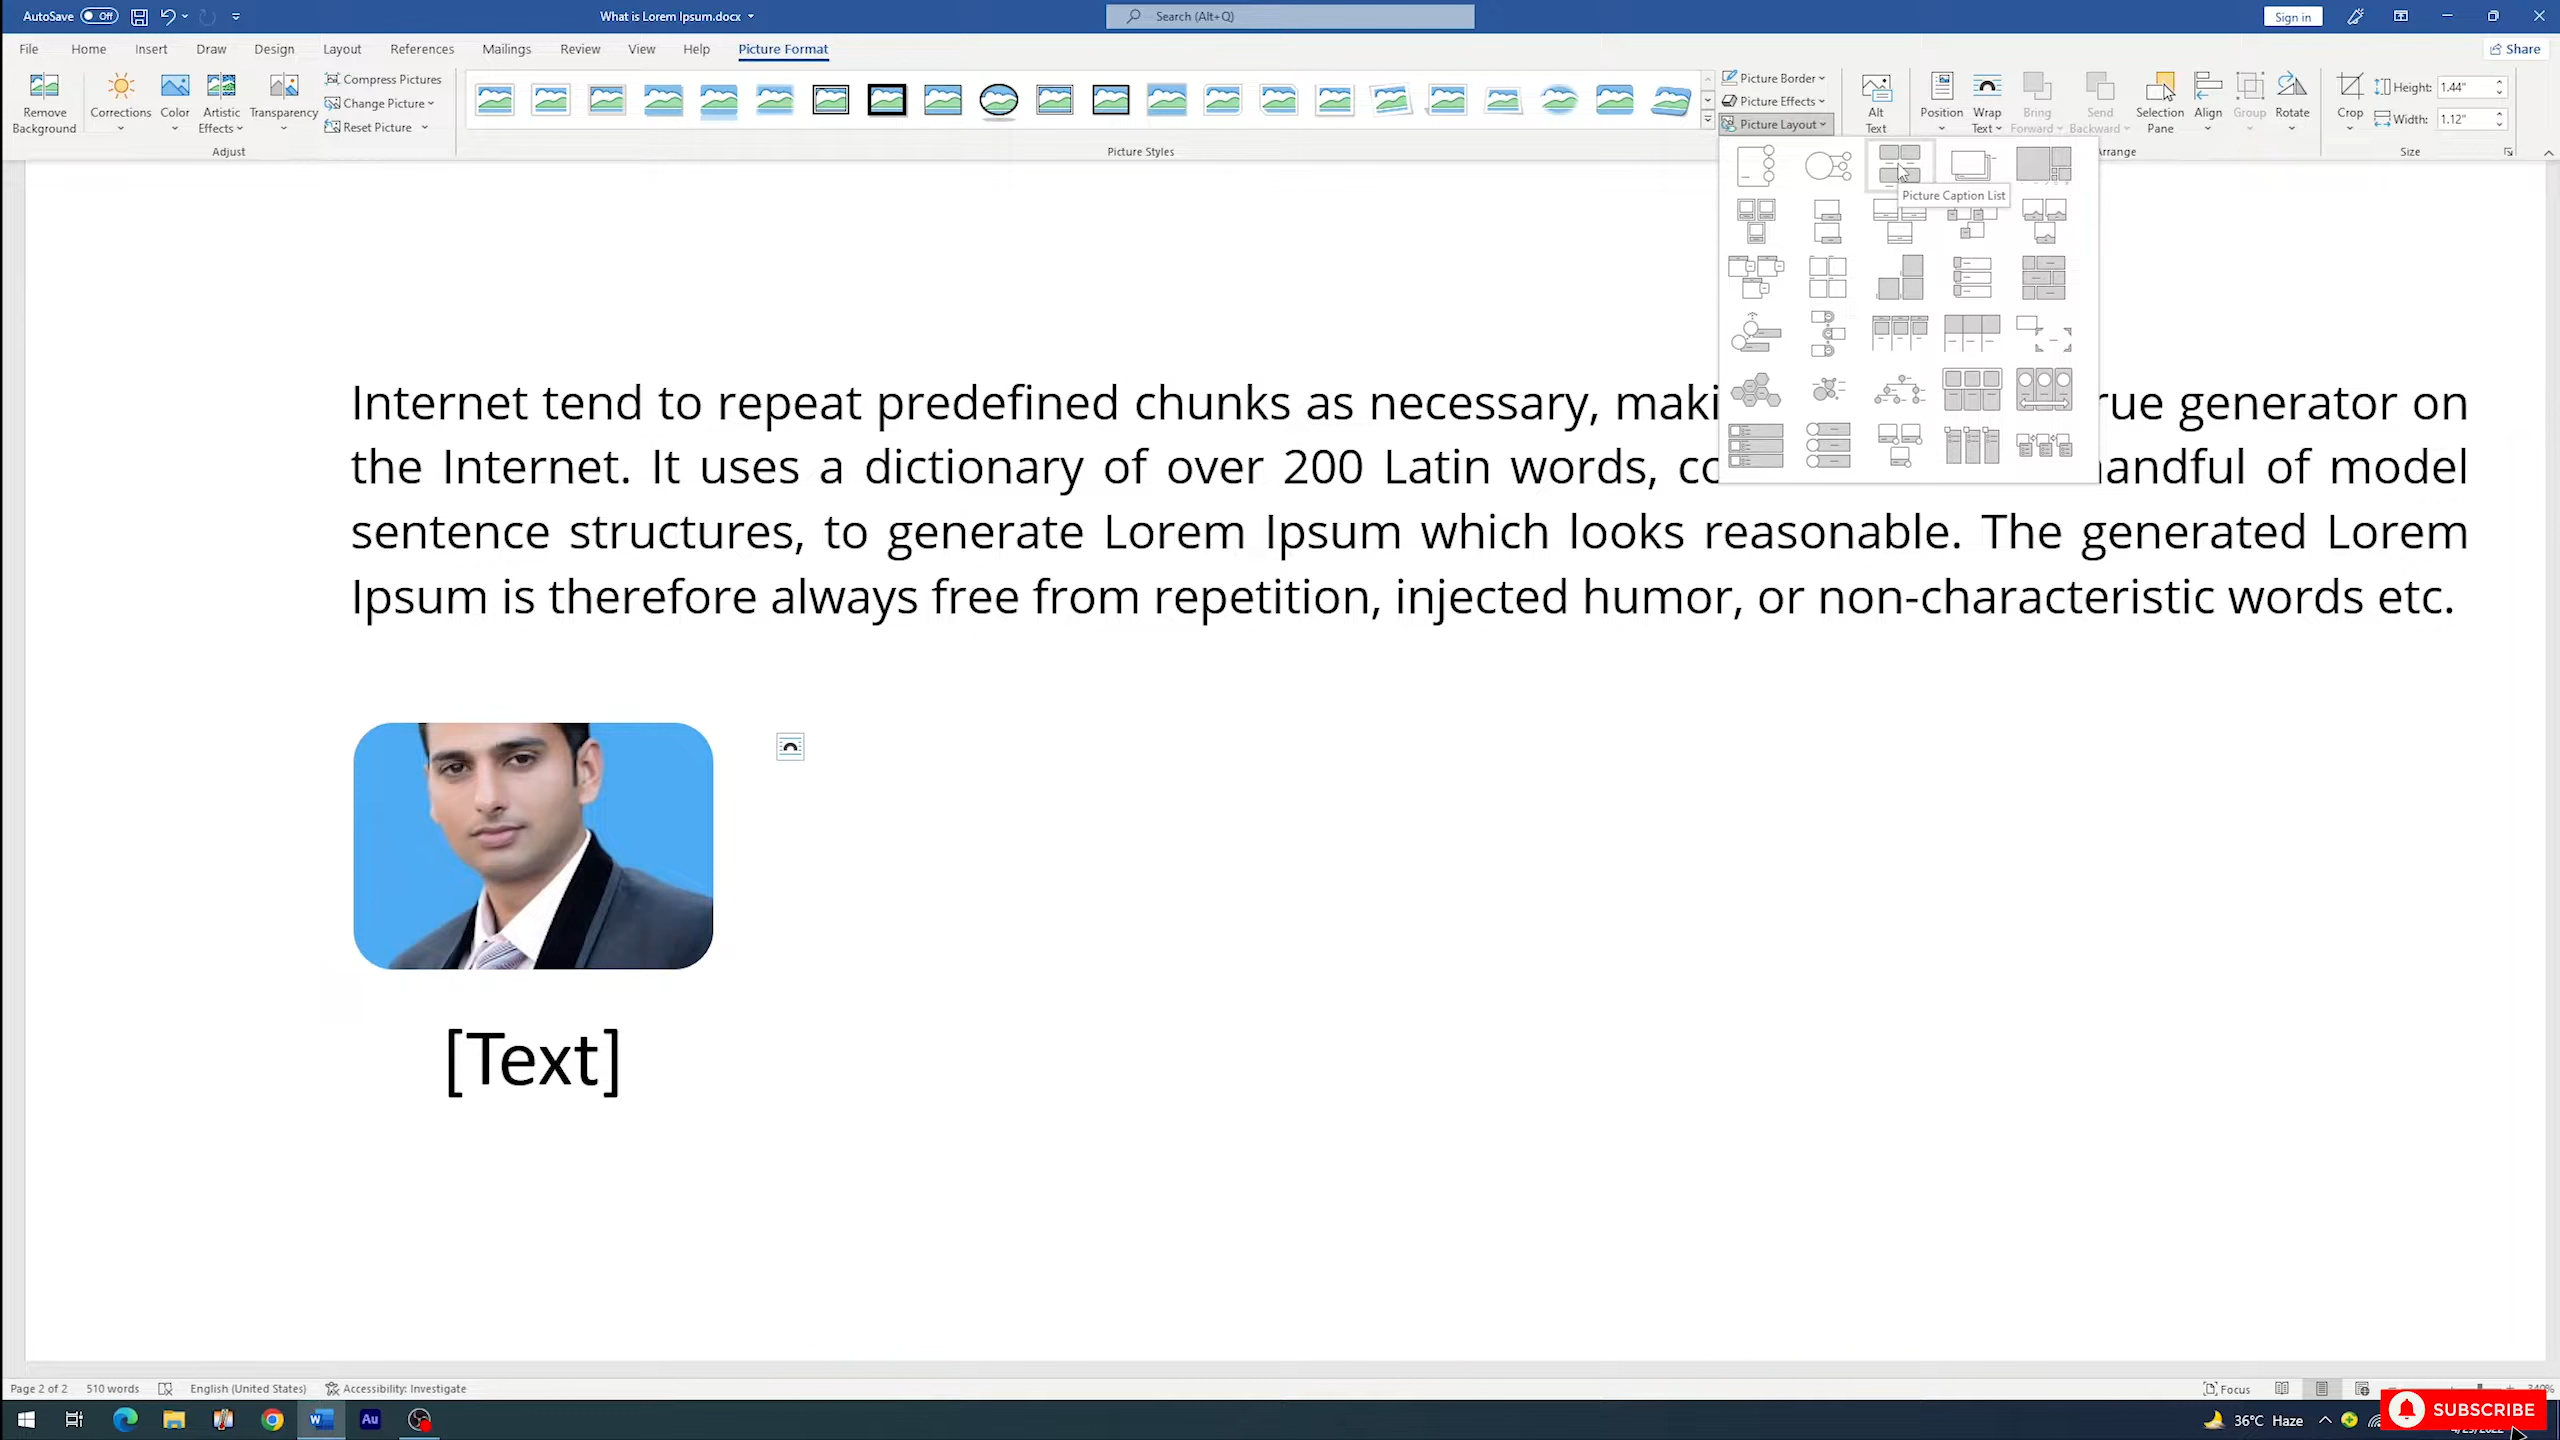 AutoSave Off What is Lorem Ipsum.docx Search (Alt+Q) Sign in
File Home Insert Draw Design Layout References Mailings Review View Help Picture Format Share
Remove Background
Corrections
Color
Artistic Effects
Transparency
Compress Pictures
Change Picture
Reset Picture
Adjust
Picture Styles
Picture Border
Picture Effects
Picture Layout
Alt Text
Position
Wrap Text
Bring Forward
Send Backward
Selection Pane
Align
Group
Rotate
Arrange
Crop
Height: 1.44"
Width: 1.12"
Size
Picture Caption List
Internet tend to repeat predefined chunks as necessary, maki rue generator on
the Internet. It uses a dictionary of over 200 Latin words, co andful of model
sentence structures, to generate Lorem Ipsum which looks reasonable. The generated Lorem
Ipsum is therefore always free from repetition, injected humor, or non-characteristic words etc.
[Text]
Page 2 of 2 510 words English (United States) Accessibility: Investigate Focus
36°C Haze
SUBSCRIBE